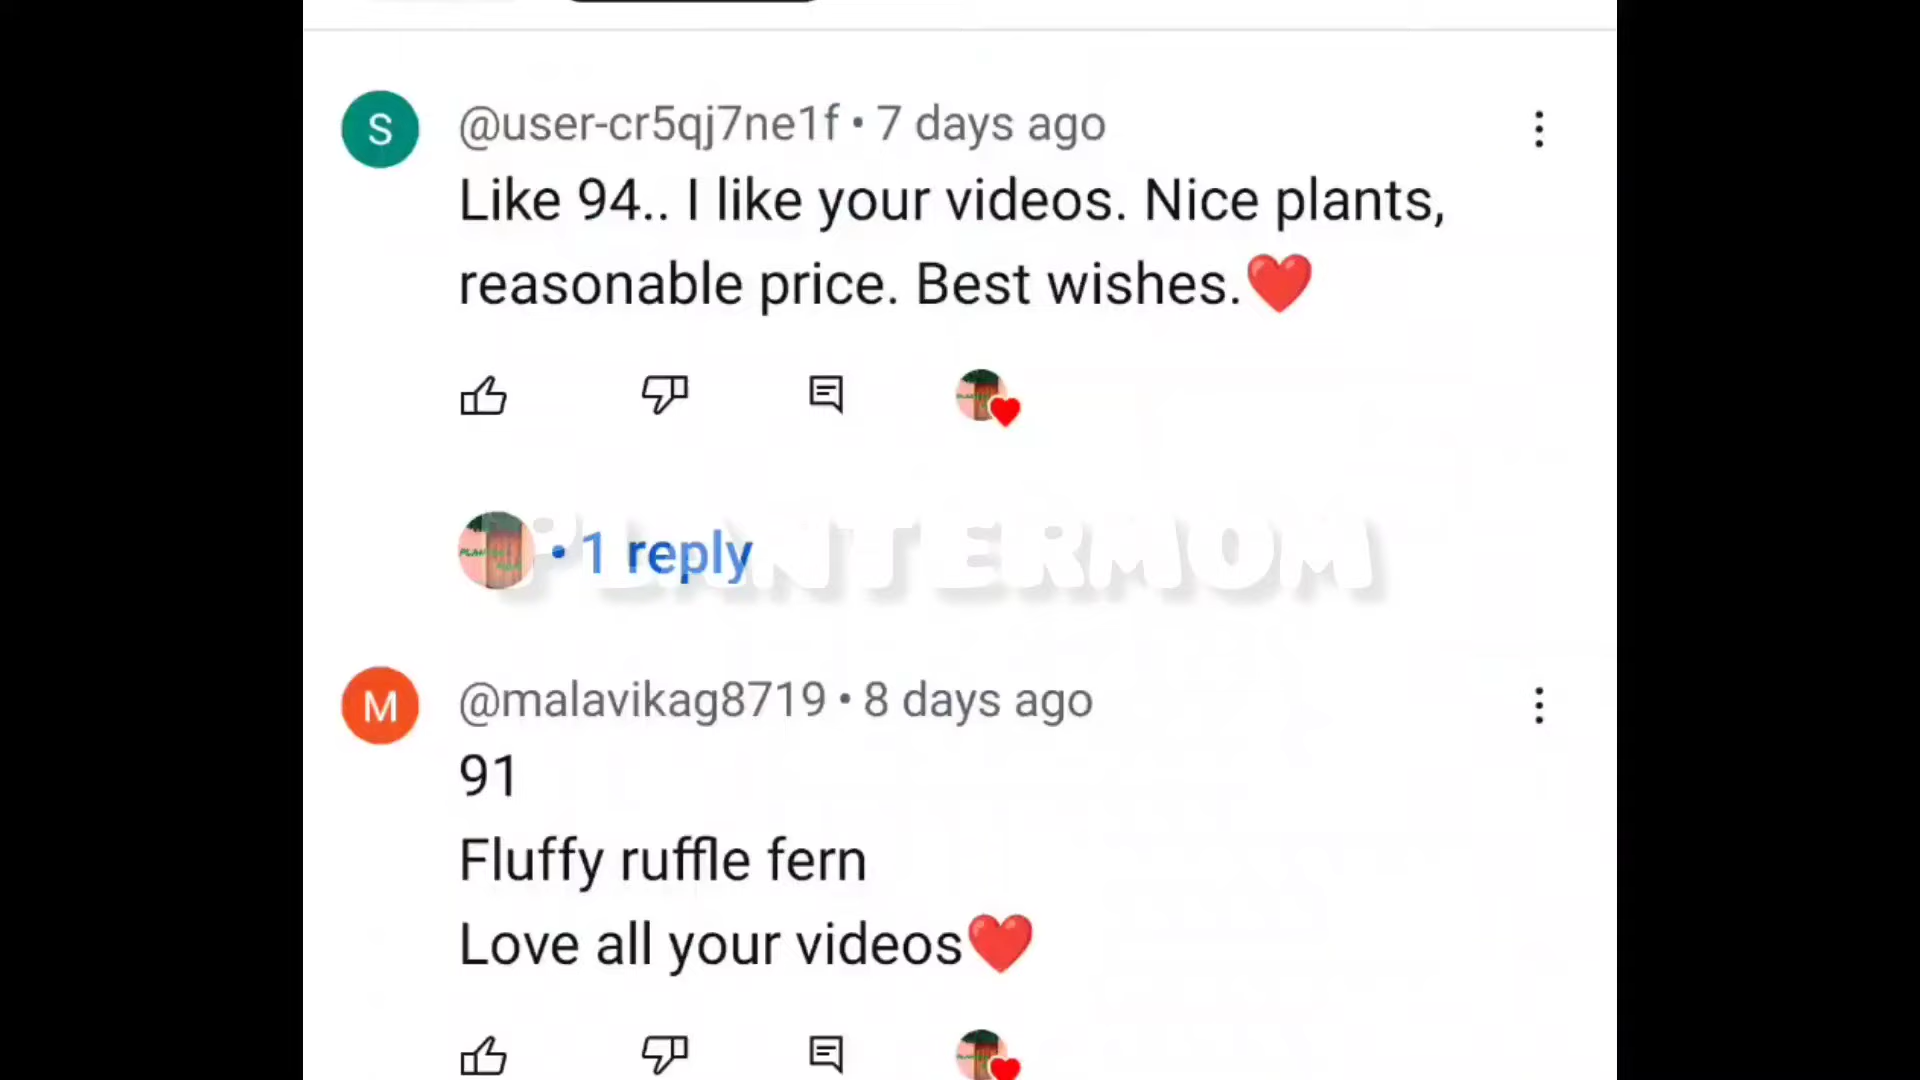 S
@user-cr5qj7ne1f • 7 days ago
Like 94.. I like your videos. Nice plants,
reasonable price. Best wishes.❤️
• 1 reply
PLANTERMOM
M
@malavikag8719 • 8 days ago
91
Fluffy ruffle fern
Love all your videos❤️